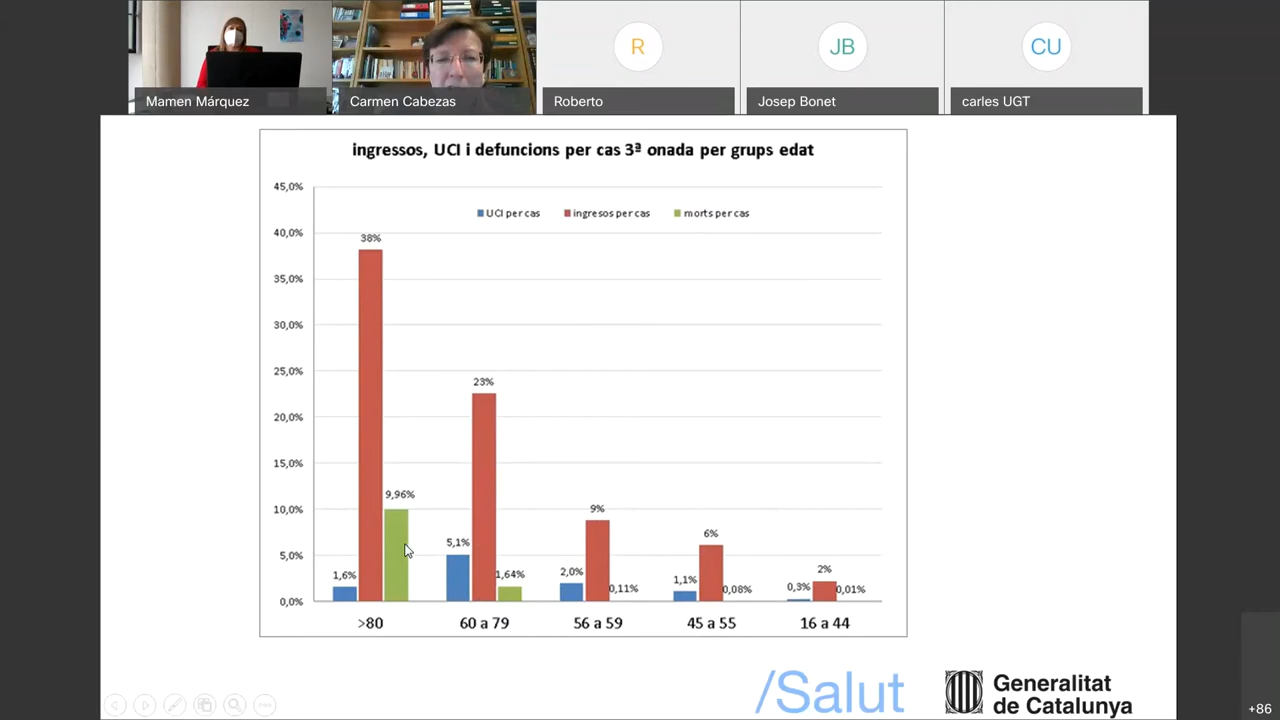 R
JB
CU
Mamen Márquez
Carmen Cabezas
Roberto
Josep Bonet
carles UGT
ingressos, UCI i defuncions per cas 3ª onada per grups edat
UCI per cas
ingresos per cas
morts per cas
45,0%
40,0%
35,0%
30,0%
25,0%
20,0%
15,0%
10,0%
5,0%
0,0%
1,6%
38%
9,96%
5,1%
23%
1,64%
2,0%
9%
0,11%
1,1%
6%
0,08%
0,3%
2%
0,01%
>80
60 a 79
56 a 59
45 a 55
16 a 44
/Salut
Generalitat
de Catalunya
+86